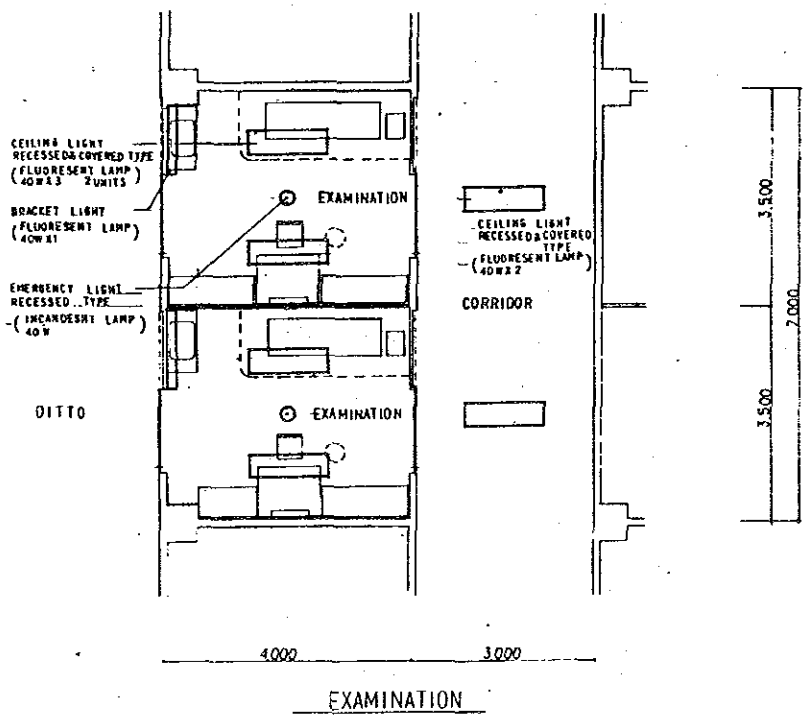 CEILING LIGHT
RECESSED&COVERED TYPE
(FLUORESENT LAMP)
40W×3 2UNITS
BRACKET LIGHT
(FLUORESENT LAMP)
40W×1
EMERGENCY LIGHT
RECESSED TYPE
(INCANDESHT LAMP)
40W
DITTO
EXAMINATION
EXAMINATION
CEILING LIGHT
RECESSED&COVERED
TYPE
(FLUORESENT LAMP)
40W×2
CORRIDOR
3.500
3.500
7.000
4.000
3.000
EXAMINATION